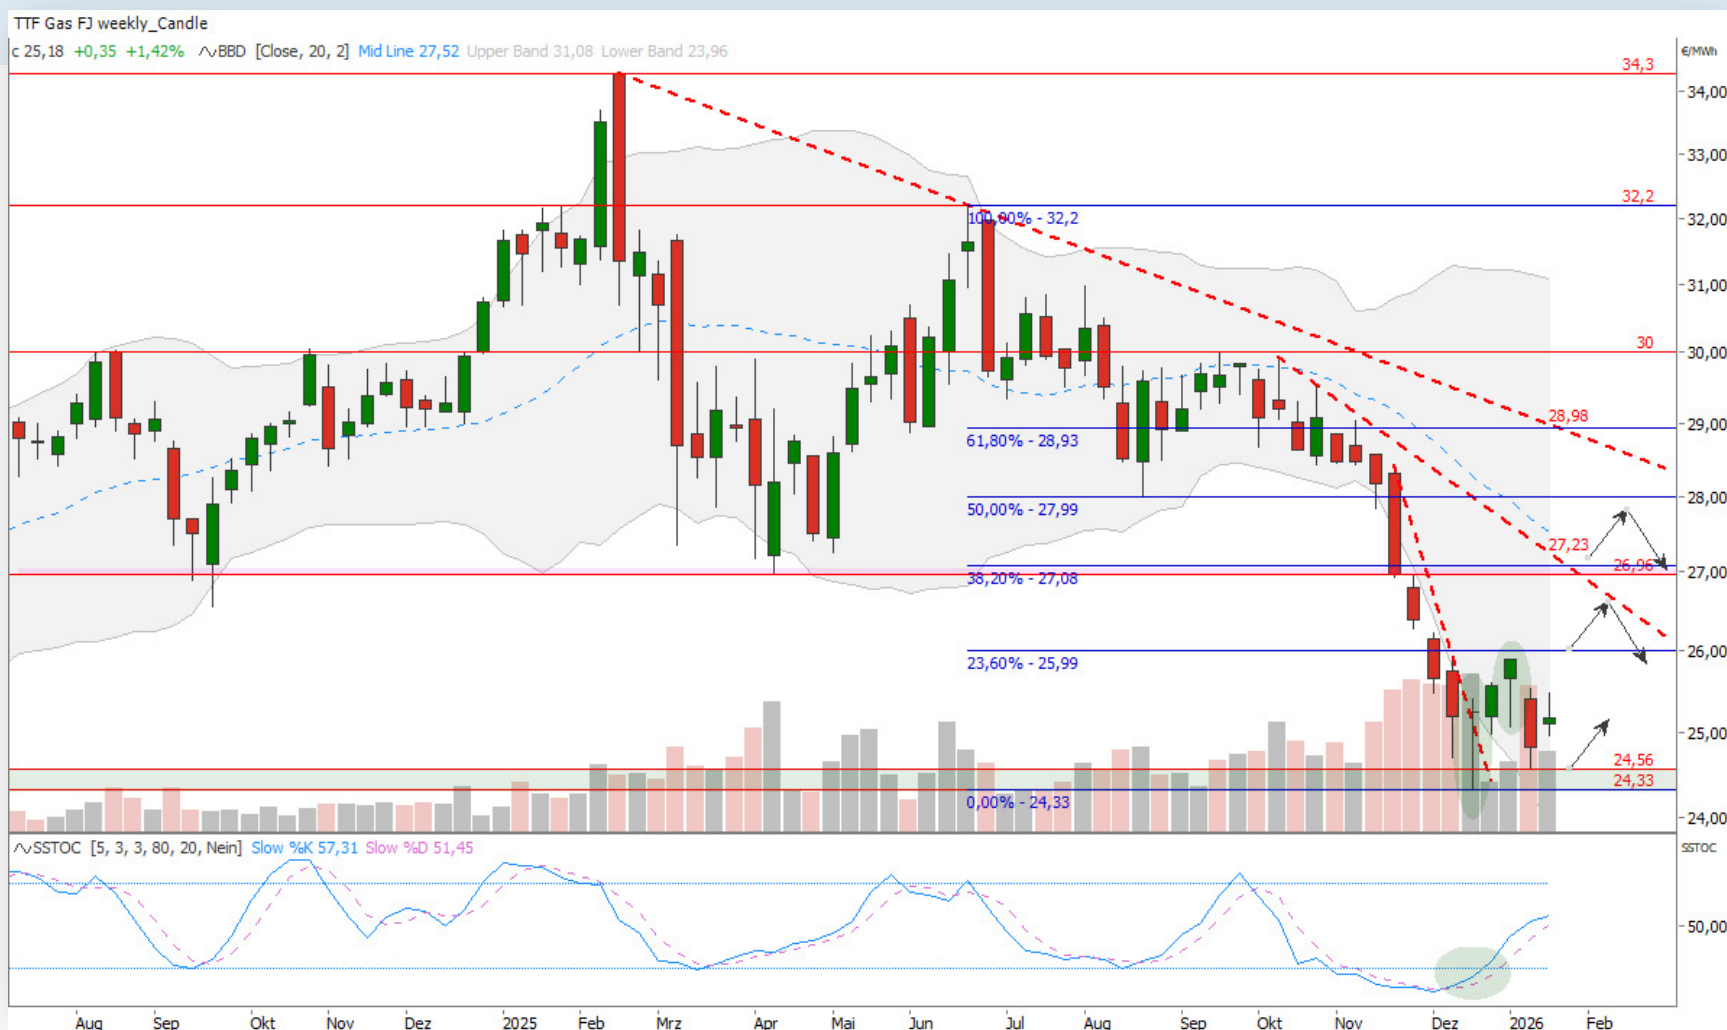 TTF Gas FJ weekly_Candle
c 25,18 +0,35 +1,42% BBD [Close, 20, 2] Mid Line 27,52 Upper Band 31,08 Lower Band 23,96
€/MWh
34,3
34,00
33,00
32,2
100,00% - 32,2
32,00
31,00
30
30,00
28,98
29,00
61,80% - 28,93
28,00
50,00% - 27,99
27,23
26,96
38,20% - 27,08
27,00
26,00
23,60% - 25,99
25,00
24,56
24,33
0,00% - 24,33
24,00
SSTOC [5, 3, 3, 80, 20, Nein] Slow %K 57,31 Slow %D 51,45
SSTOC
50,00
Aug Sep Okt Nov Dez 2025 Feb Mrz Apr Mai Jun Jul Aug Sep Okt Nov Dez 2026 Feb